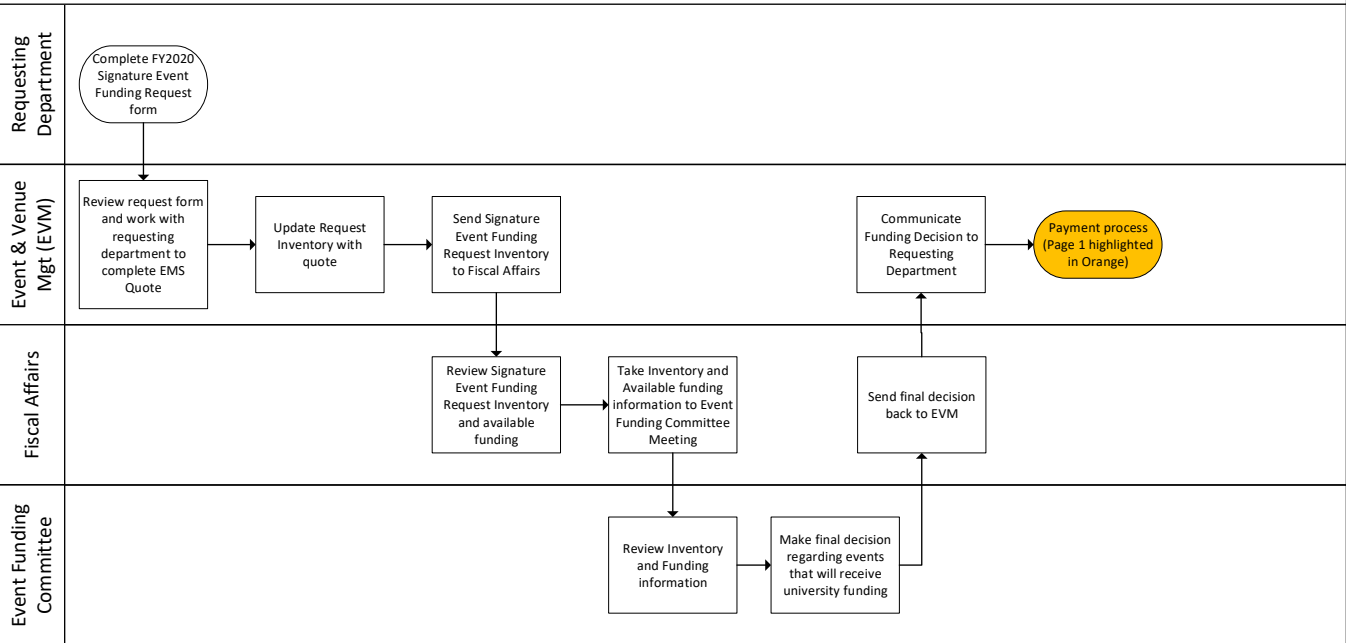 Requesting
Department
Complete FY2020
Signature Event
Funding Request
form
Event & Venue
Mgt (EVM)
Review request form
and work with
requesting
department to
complete EMS
Quote
Update Request
Inventory with
quote
Send Signature
Event Funding
Request Inventory
to Fiscal Affairs
Communicate
Funding Decision to
Requesting
Department
Payment process
(Page 1 highlighted
in Orange)
Fiscal Affairs
Review Signature
Event Funding
Request Inventory
and available
funding
Take Inventory and
Available funding
information to Event
Funding Committee
Meeting
Send final decision
back to EVM
Event Funding
Committee
Review Inventory
and Funding
information
Make final decision
regarding events
that will receive
university funding